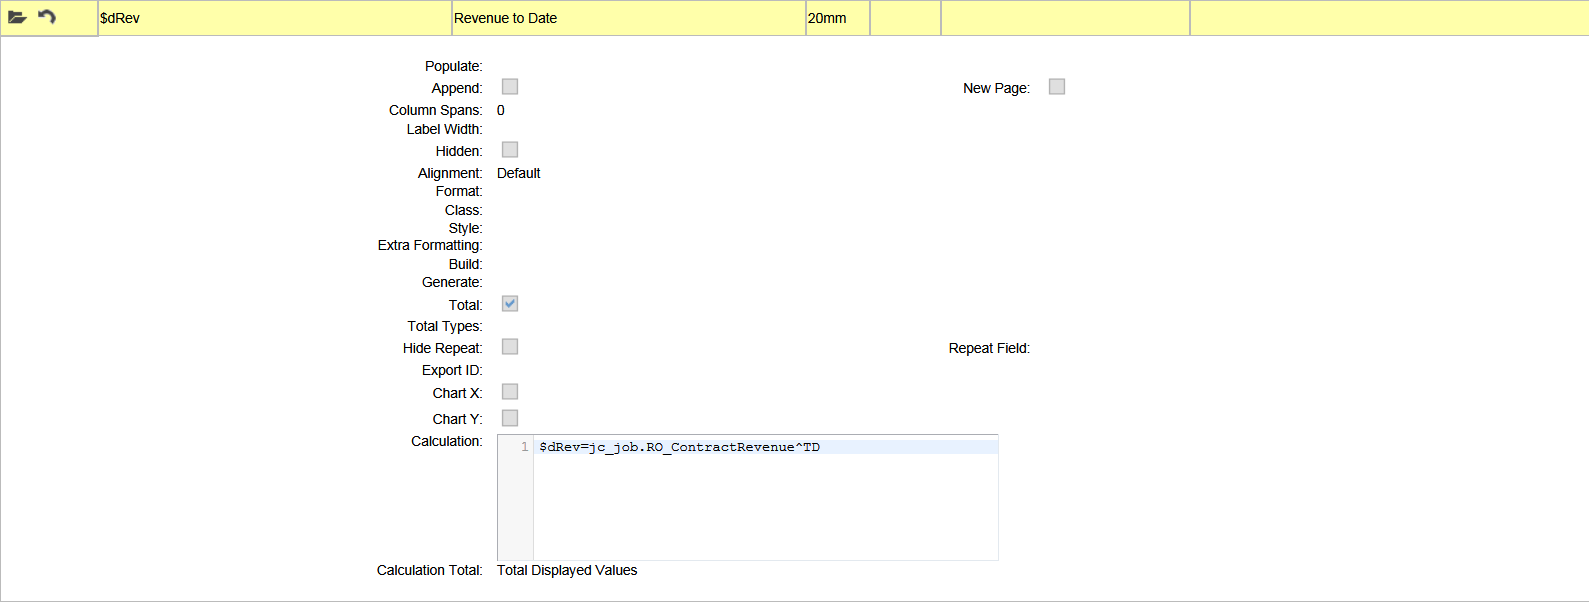 $dRev Revenue to Date 20mm
Populate:
Append: New Page:
Column Spans: 0
Label Width:
Hidden:
Alignment: Default
Format:
Class:
Style:
Extra Formatting:
Build:
Generate:
Total:
Total Types:
Hide Repeat: Repeat Field:
Export ID:
Chart X:
Chart Y:
Calculation: 1 $dRev=jc_job.RO_ContractRevenue^TD
Calculation Total: Total Displayed Values